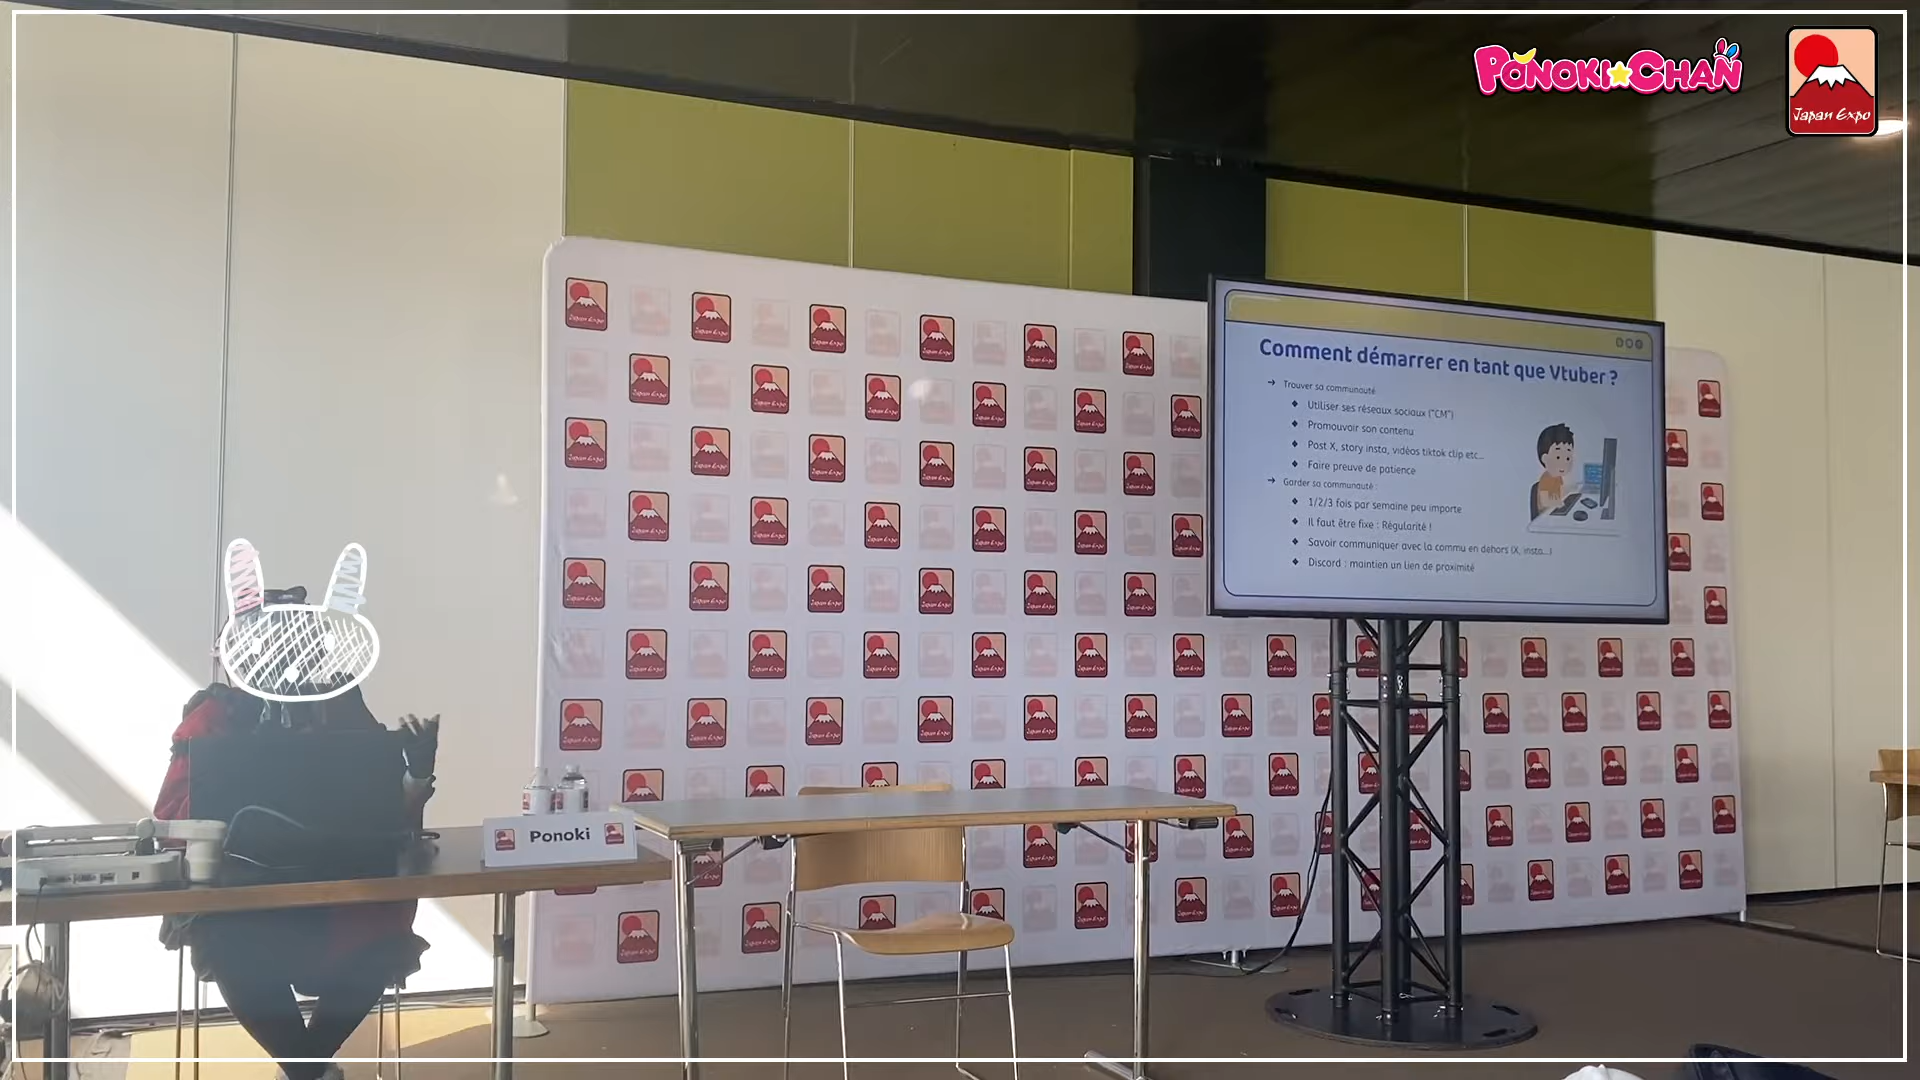 PONOKI CHAN
Japan Expo
Comment démarrer en tant que Vtuber ?
→ Trouver sa communauté
❖ Utiliser ses réseaux sociaux ("CM")
❖ Promouvoir son contenu
❖ Post X, story insta, vidéos tiktok clip etc...
❖ Faire preuve de patience
→ Garder sa communauté :
❖ 1/2/3 fois par semaine peu importe
❖ Il faut être fixe : Régularité !
❖ Savoir communiquer avec la commu en dehors (X, insta...)
❖ Discord : maintien un lien de proximité
Ponoki